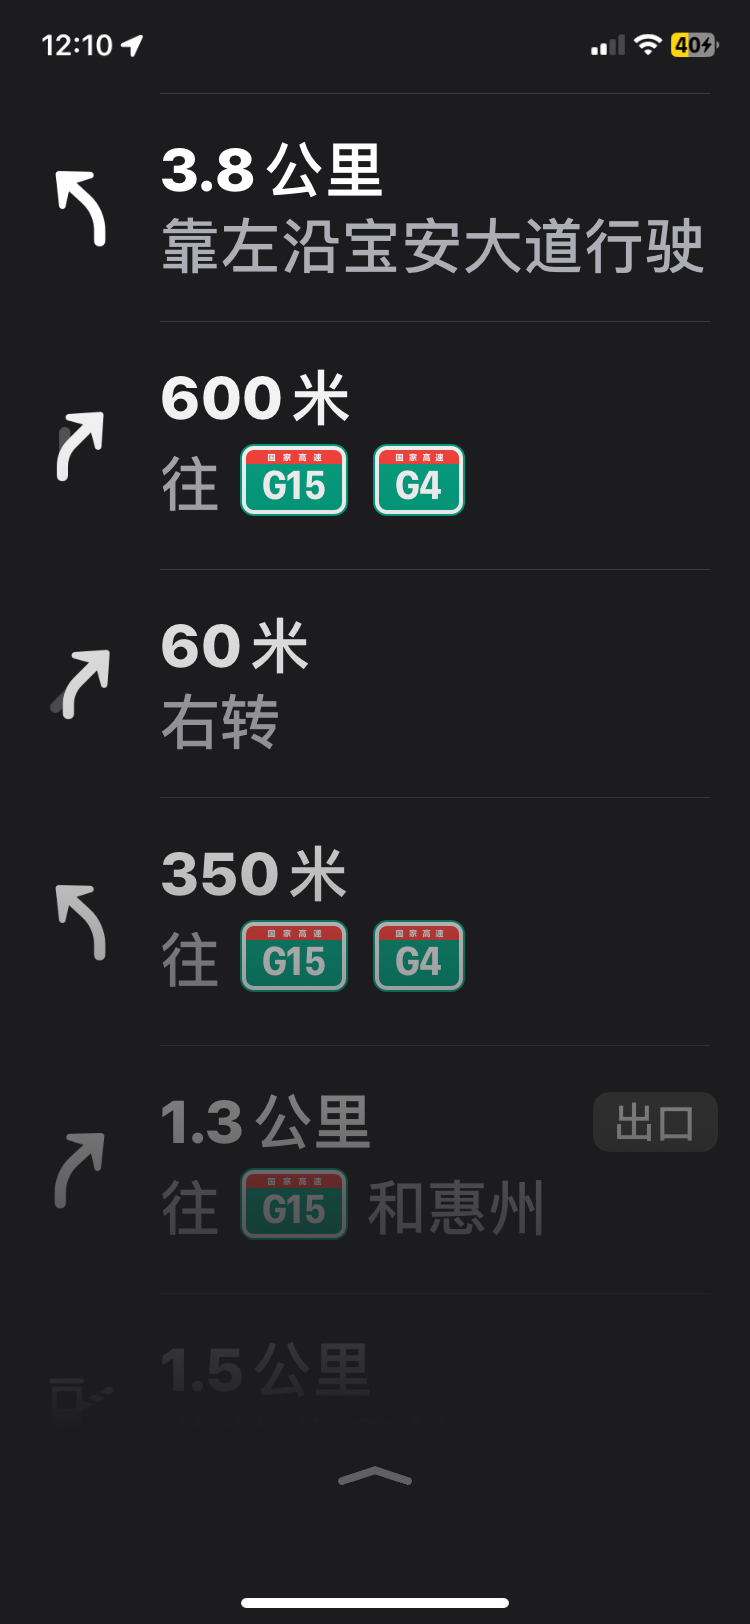 12:10
40
3.8 公里
靠左沿宝安大道行驶
600 米
往 国家高速 G15 国家高速 G4
60 米
右转
350 米
往 国家高速 G15 国家高速 G4
1.3 公里 出口
往 国家高速 G15 和惠州
1.5 公里